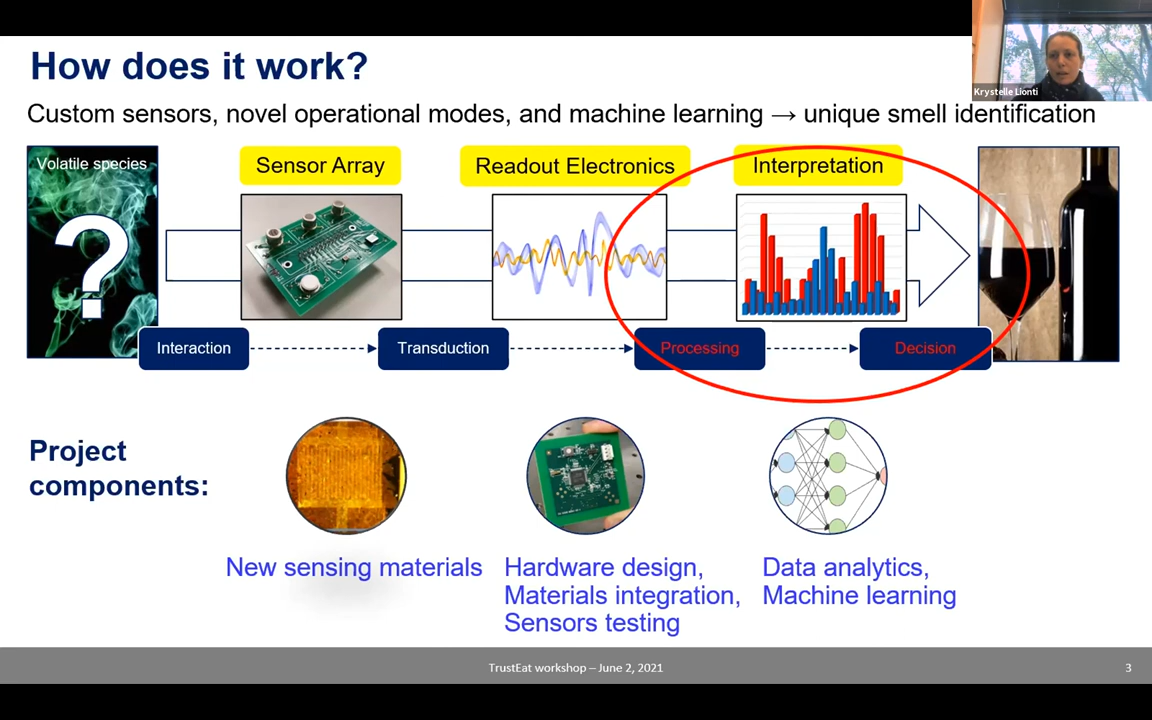 How does it work?
Krystelle Lionti
Custom sensors, novel operational modes, and machine learning → unique smell identification
Volatile species
Sensor Array
Readout Electronics
Interpretation
?
Interaction
Transduction
Processing
Decision
Project
components:
New sensing materials
Hardware design,
Materials integration,
Sensors testing
Data analytics,
Machine learning
TrustEat workshop – June 2, 2021
3